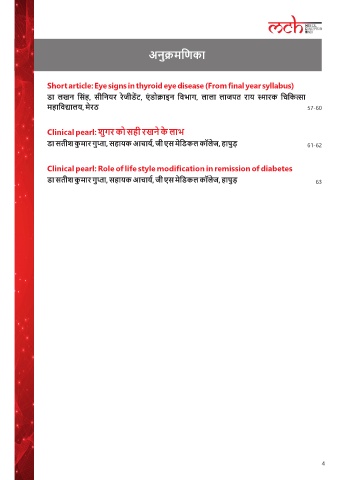 mch
अनुक्रमणिका
Short article: Eye signs in thyroid eye disease (From final year syllabus)
डा लखन सिंह, सीनियर रेजीडेंट, एंडोक्राइन विभाग, लाला लाजपत राय स्मारक चिकित्सा
महाविद्यालय, मेरठ 57-60
Clinical pearl: शुगर को सही रखने के लाभ
डा सतीश कुमार गुप्ता, सहायक आचार्य, जी एस मेडिकल कॉलेज, हापुड़ 61-62
Clinical pearl: Role of life style modification in remission of diabetes
डा सतीश कुमार गुप्ता, सहायक आचार्य, जी एस मेडिकल कॉलेज, हापुड़ 63
4